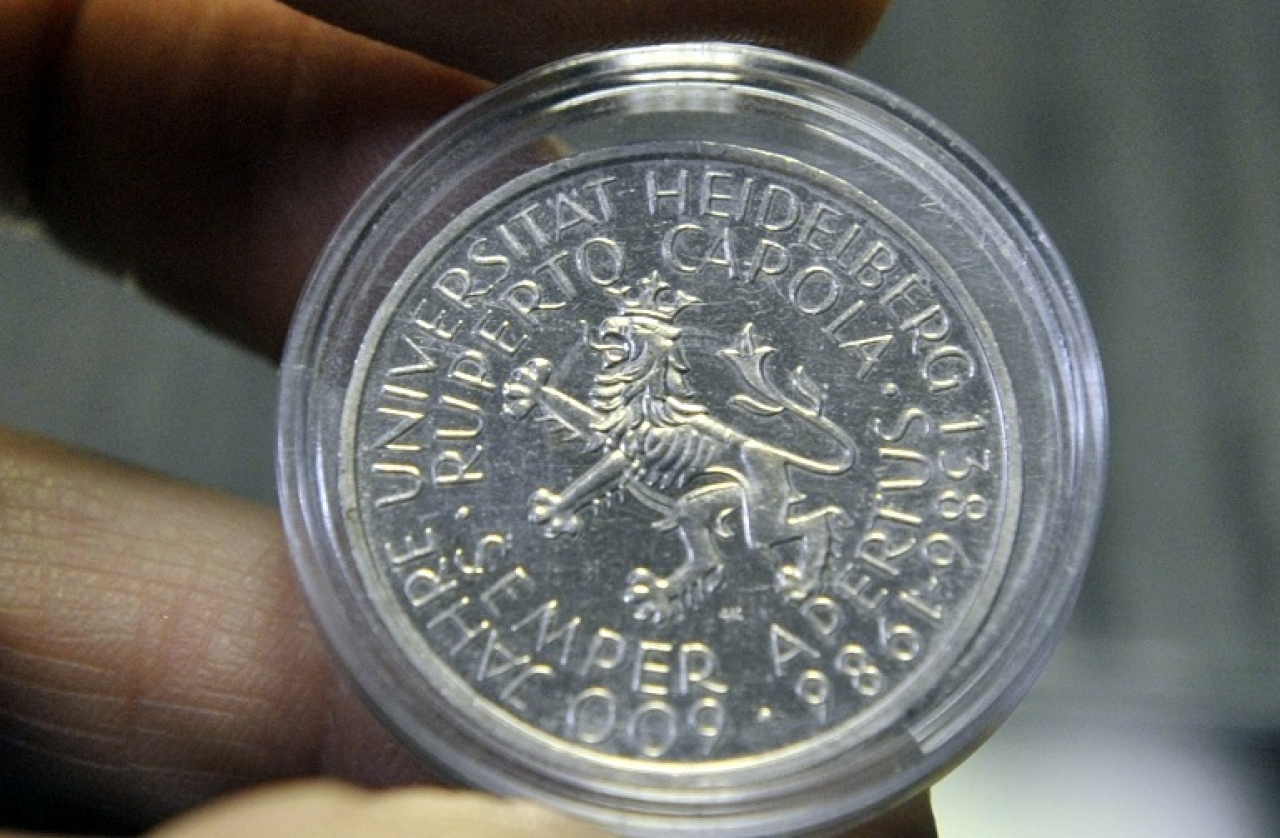 600 JAHRE UNIVERSITÄT HEIDELBERG 1386-1986 ·
RUPERTO CAROLA · SEMPER APERTUS ·